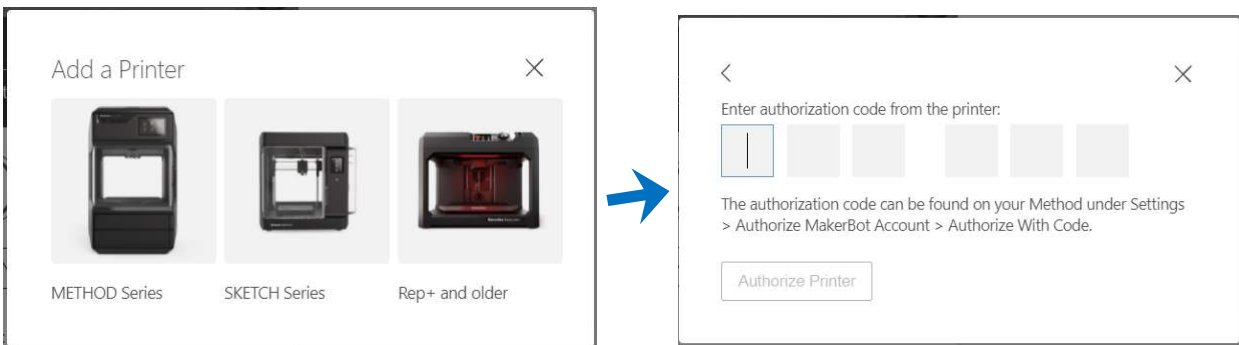 Add a Printer
METHOD Series
SKETCH Series
Rep+ and older
Enter authorization code from the printer:
The authorization code can be found on your Method under Settings
> Authorize MakerBot Account > Authorize With Code.
Authorize Printer